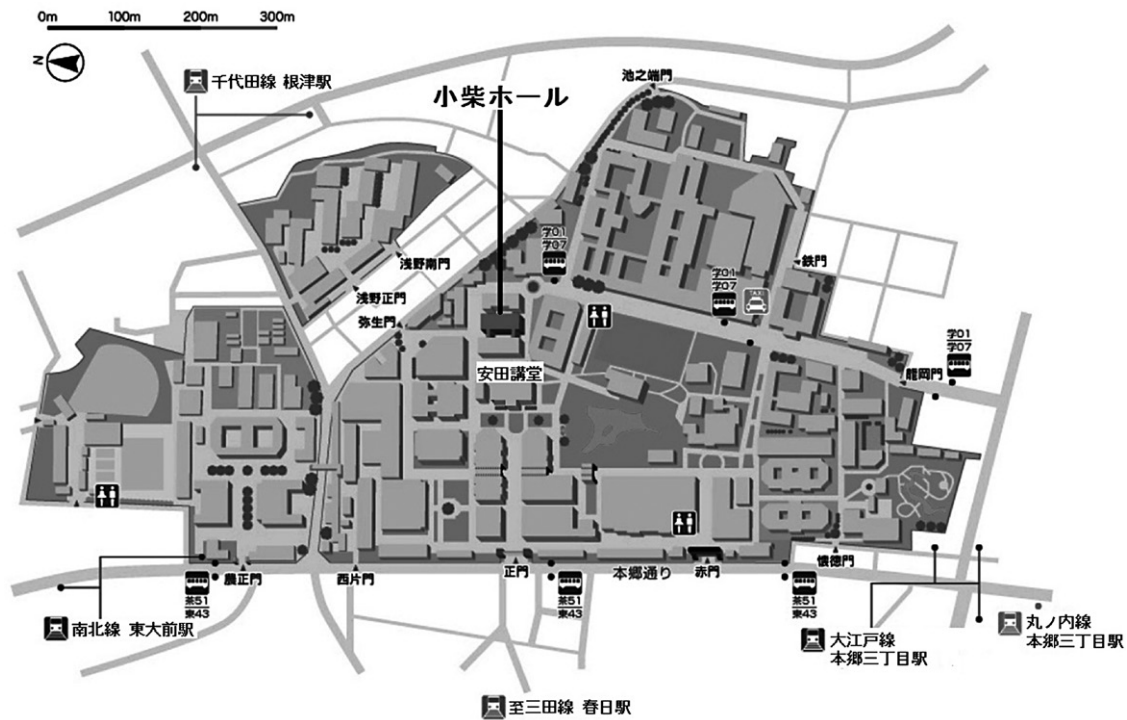 0m 100m 200m 300m
N
千代田線 根津駅
池之端門
小柴ホール
学01
学07
浅野南門
浅野正門
弥生門
学01
学07
TAXI
鉄門
安田講堂
学01
学07
龍岡門
農正門
西片門
正門
本郷通り
赤門
懐徳門
茶51
東43
茶51
東43
茶51
東43
南北線 東大前駅
大江戸線
本郷三丁目駅
丸ノ内線
本郷三丁目駅
至三田線 春日駅